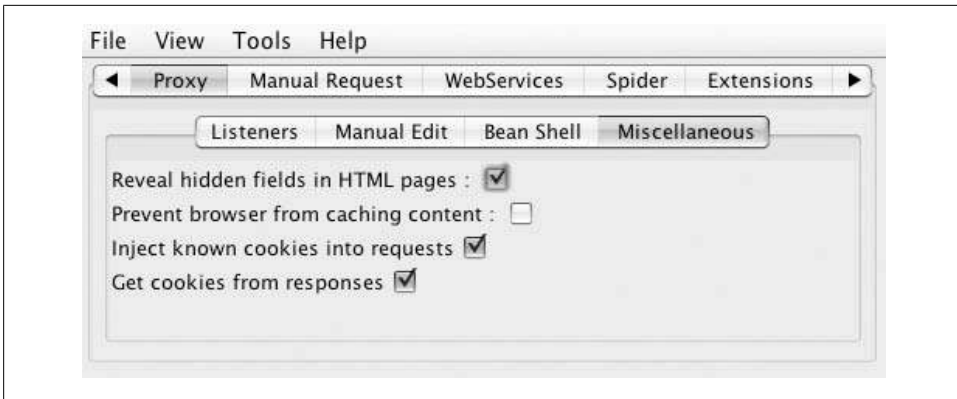 File View Tools Help
Proxy Manual Request WebServices Spider Extensions
Listeners Manual Edit Bean Shell Miscellaneous
Reveal hidden fields in HTML pages :
Prevent browser from caching content :
Inject known cookies into requests
Get cookies from responses